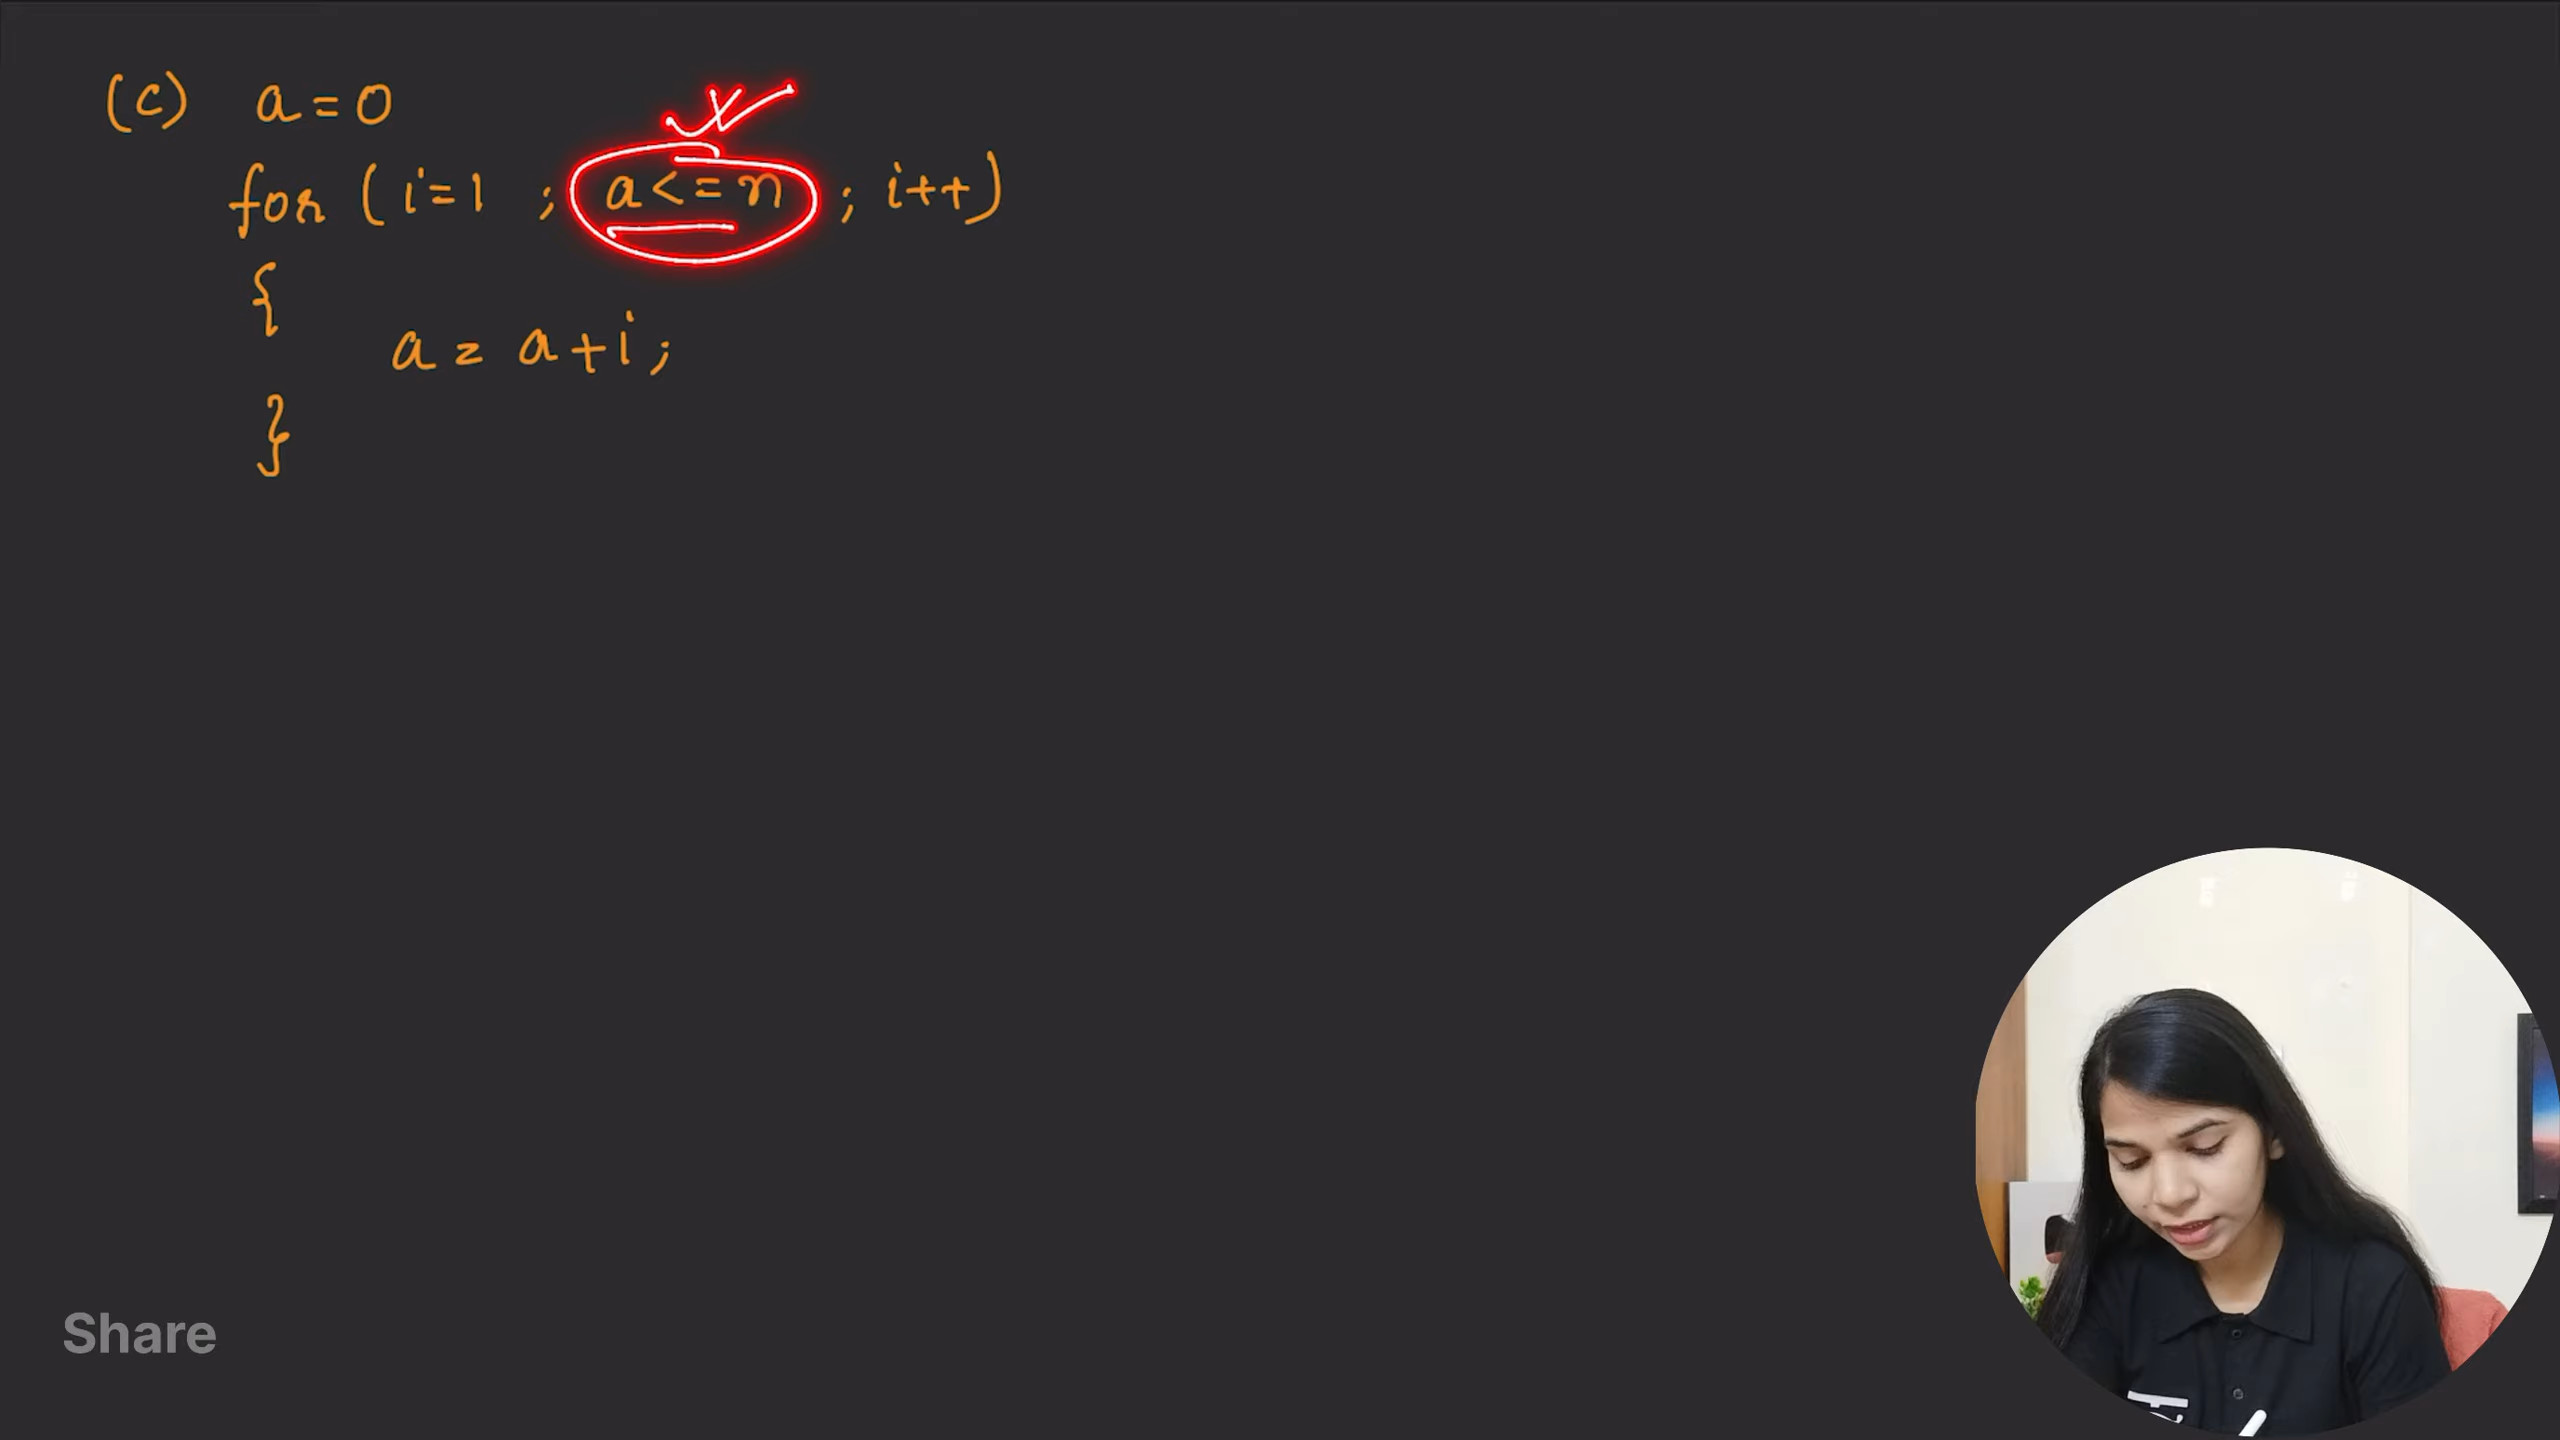 (c) a=0
for (i=1 ; a<=n ; i++)
{
a = a+i;
}
Share